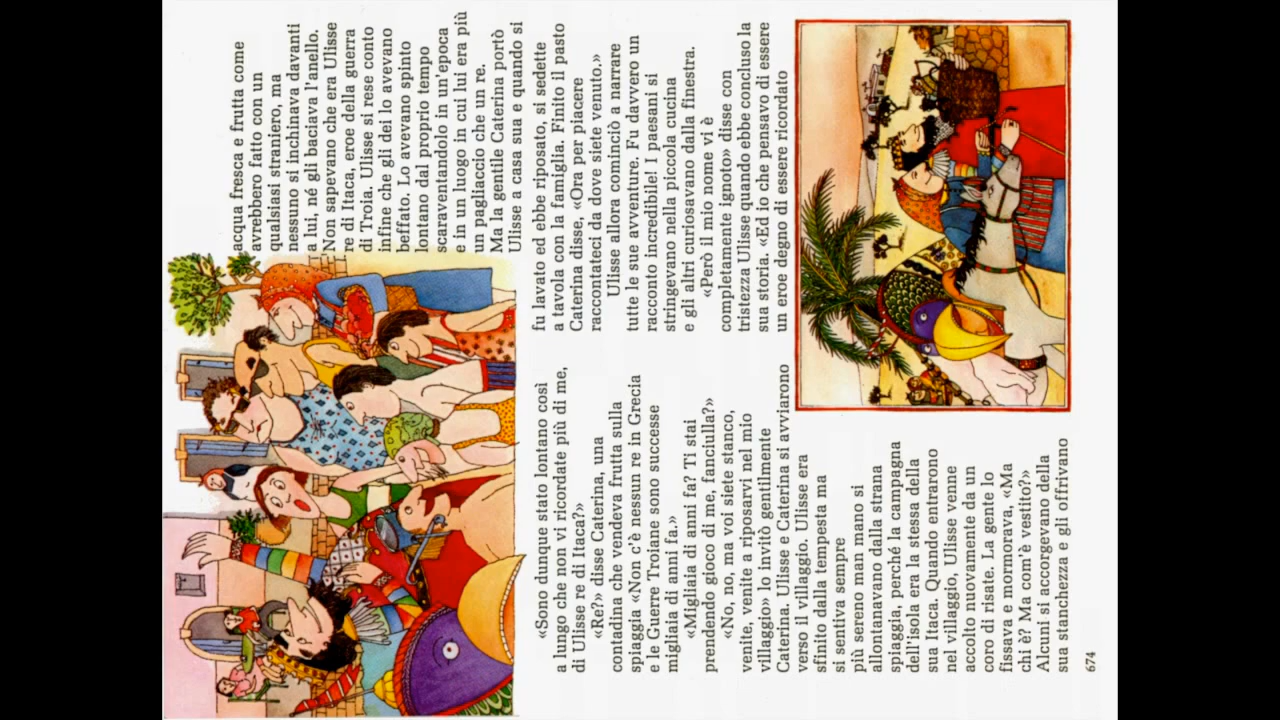 «Sono dunque stato lontano così
a lungo che non vi ricordate più di me,
di Ulisse re di Itaca?»
«Re?» disse Caterina, una
contadina che vendeva frutta sulla
spiaggia «Non c'è nessun re in Grecia
e le Guerre Troiane sono successe
migliaia di anni fa.»
«Migliaia di anni fa? Ti stai
prendendo gioco di me, fanciulla?»
«No, no, ma voi siete stanco,
venite, venite a riposarvi nel mio
villaggio» lo invitò gentilmente
Caterina. Ulisse e Caterina si avviarono
verso il villaggio. Ulisse era
sfinito dalla tempesta ma
si sentiva sempre
più sereno man mano si
allontanavano dalla strana
spiaggia, perché la campagna
dell'isola era la stessa della
sua Itaca. Quando entrarono
nel villaggio, Ulisse venne
accolto nuovamente da un
coro di risate. La gente lo
fissava e mormorava, «Ma
chi è? Ma com'è vestito?»
Alcuni si accorgevano della
sua stanchezza e gli offrivano
acqua fresca e frutta come
avrebbero fatto con un
qualsiasi straniero, ma
nessuno si inchinava davanti
a lui, né gli baciava l'anello.
Non sapevano che era Ulisse
re di Itaca, eroe della guerra
di Troia. Ulisse si rese conto
infine che gli dei lo avevano
beffato. Lo avevano spinto
lontano dal proprio tempo
scaraventandolo in un'epoca
e in un luogo in cui lui era più
un pagliaccio che un re.
Ma la gentile Caterina portò
Ulisse a casa sua e quando si
fu lavato ed ebbe riposato, si sedette
a tavola con la famiglia. Finito il pasto
Caterina disse, «Ora per piacere
raccontateci da dove siete venuto.»
Ulisse allora cominciò a narrare
tutte le sue avventure. Fu davvero un
racconto incredibile! I paesani si
stringevano nella piccola cucina
e gli altri curiosavano dalla finestra.
«Però il mio nome vi è
completamente ignoto» disse con
tristezza Ulisse quando ebbe concluso la
sua storia. «Ed io che pensavo di essere
un eroe degno di essere ricordato
674